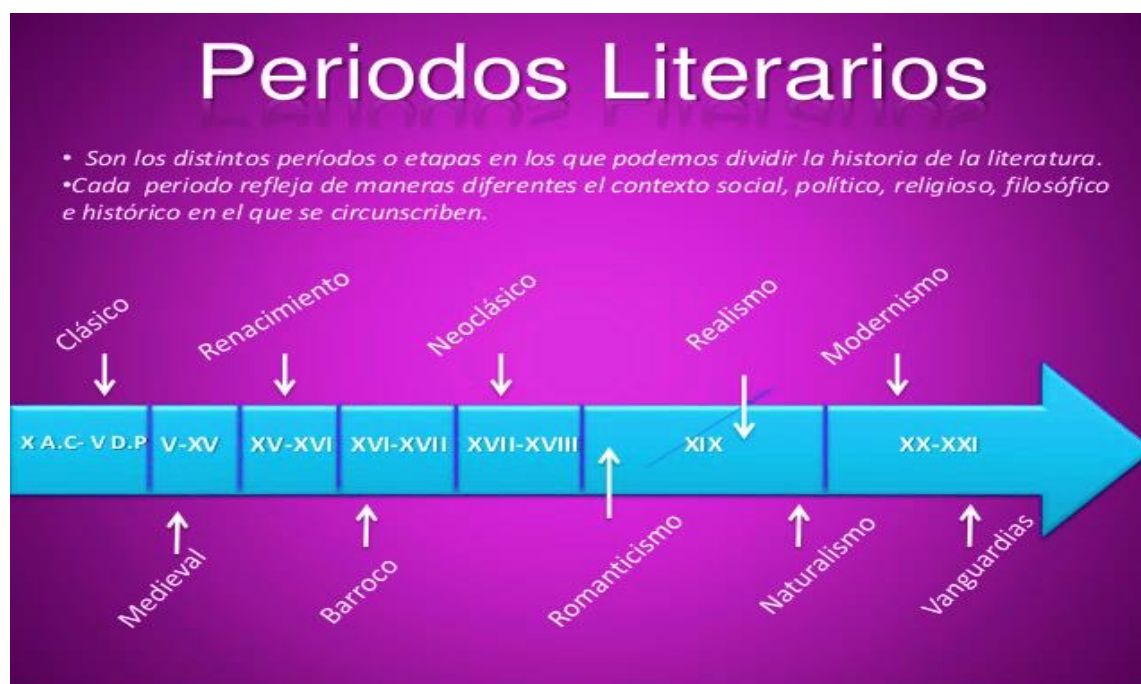 Periodos Literarios
• Son los distintos períodos o etapas en los que podemos dividir la historia de la literatura.
•Cada periodo refleja de maneras diferentes el contexto social, político, religioso, filosófico
e histórico en el que se circunscriben.
Clásico
Renacimiento
Neoclásico
Realismo
Modernismo
X A.C- V D.P
V-XV
XV-XVI
XVI-XVII
XVII-XVIII
XIX
XX-XXI
Medieval
Barroco
Romanticismo
Naturalismo
Vanguardias